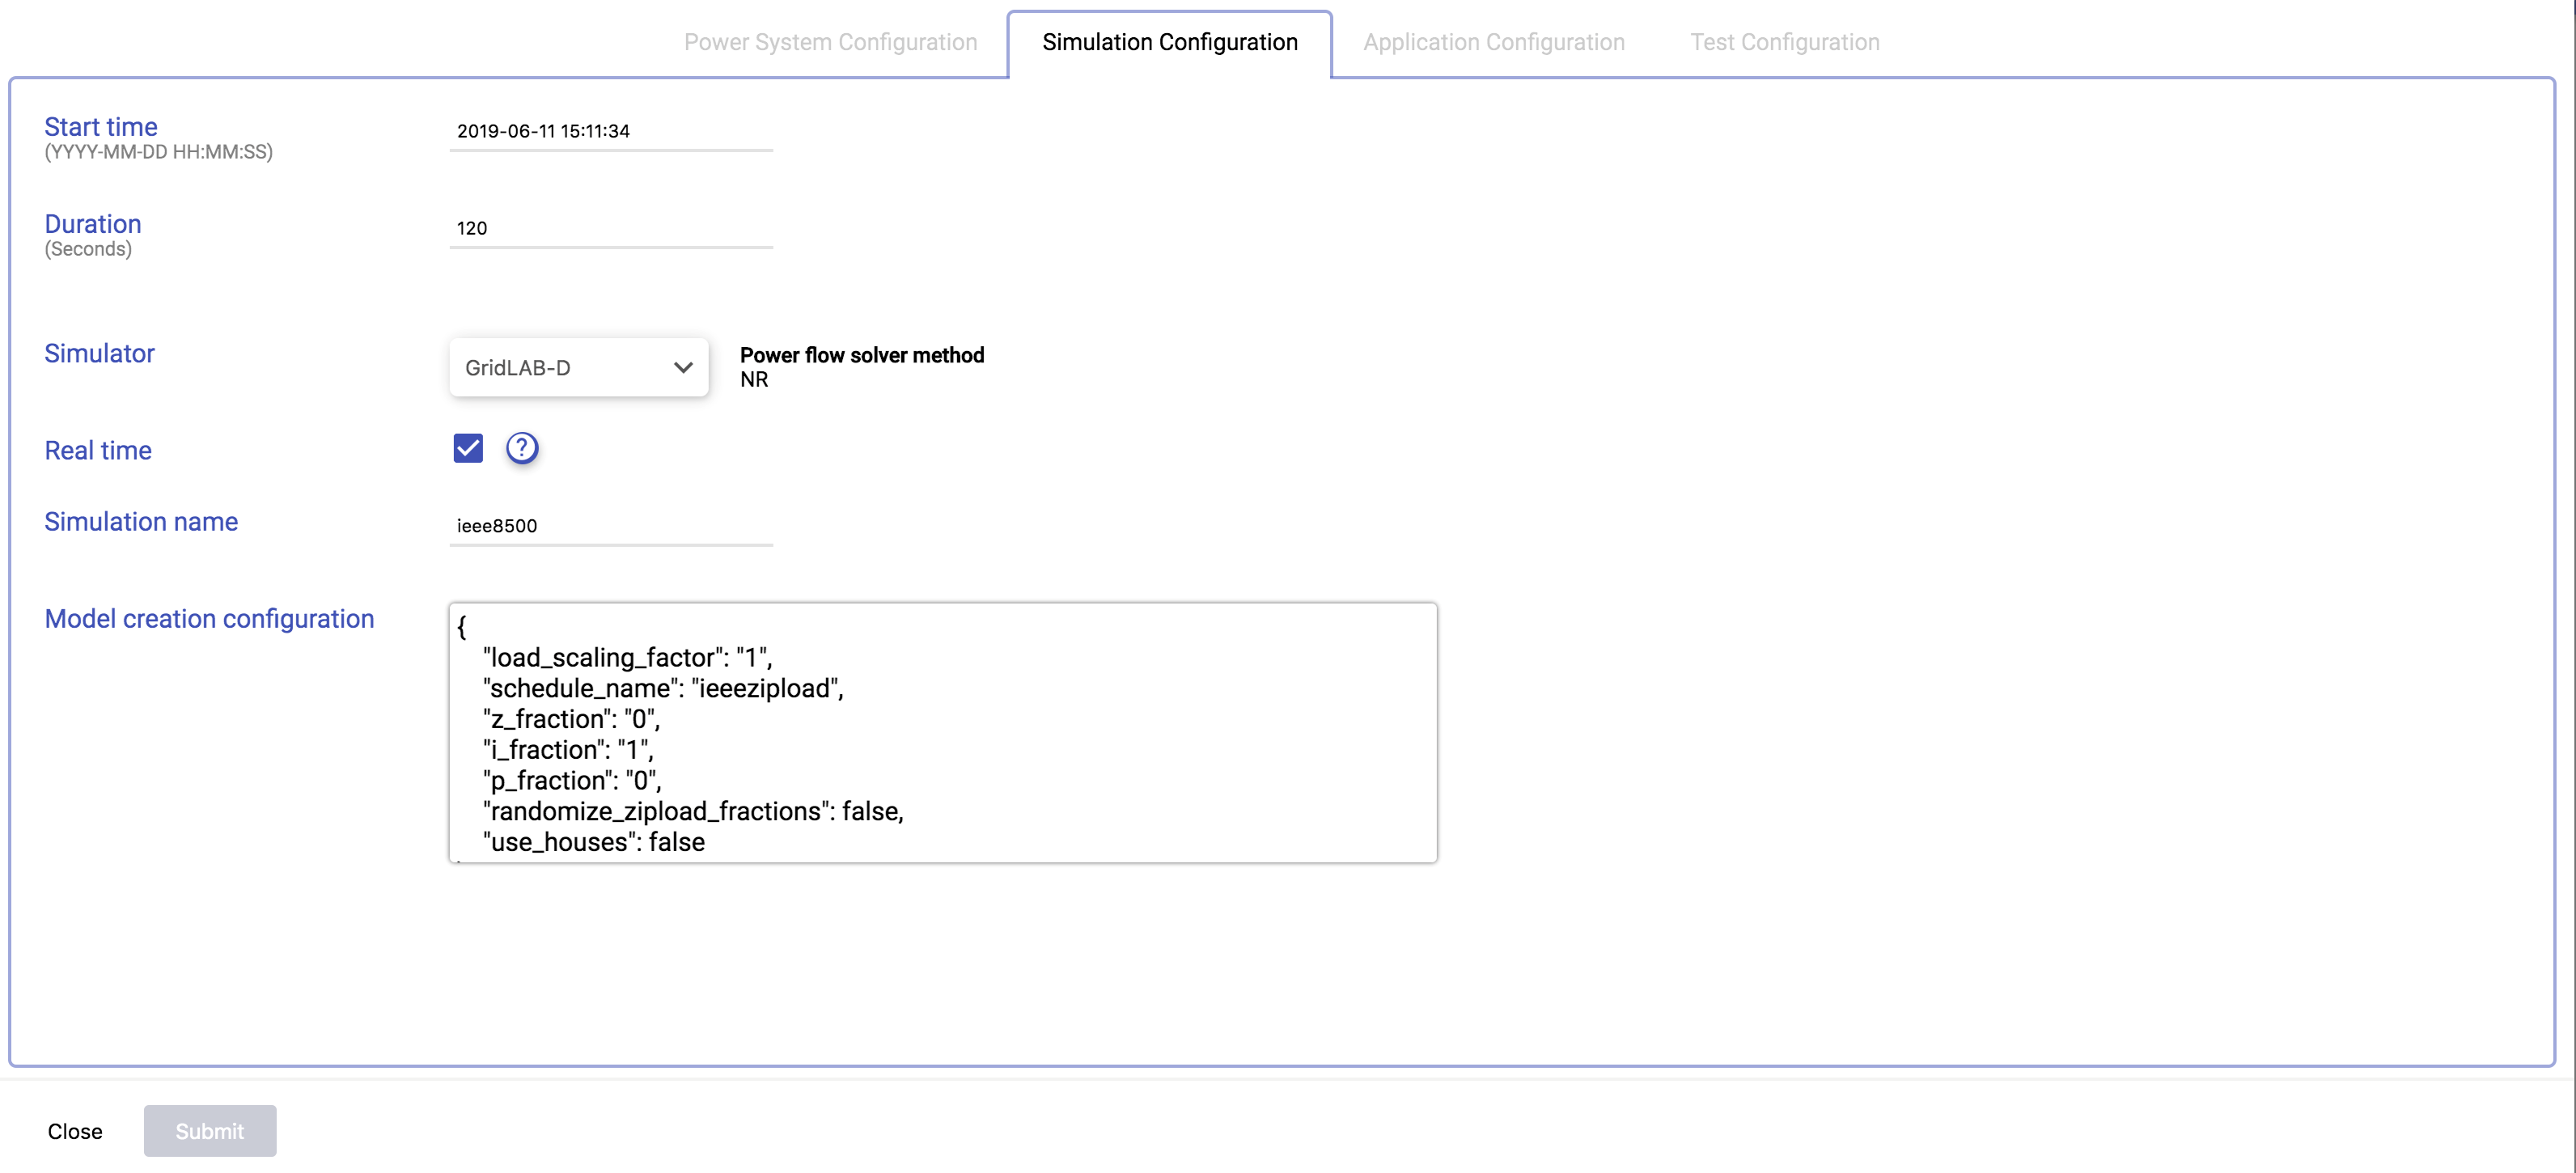 Power System Configuration
Simulation Configuration
Application Configuration
Test Configuration
Start time
(YYYY-MM-DD HH:MM:SS)
2019-06-11 15:11:34
Duration
(Seconds)
120
Simulator
GridLAB-D
Power flow solver method
NR
Real time
?
Simulation name
ieee8500
Model creation configuration
{
"load_scaling_factor": "1",
"schedule_name": "ieeezipload",
"z_fraction": "0",
"i_fraction": "1",
"p_fraction": "0",
"randomize_zipload_fractions": false,
"use_houses": false
Close
Submit